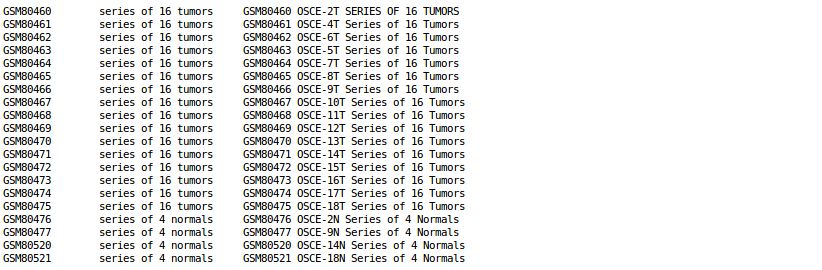 GSM80460 series of 16 tumors GSM80460 OSCE-2T SERIES OF 16 TUMORS
GSM80461 series of 16 tumors GSM80461 OSCE-4T Series of 16 Tumors
GSM80462 series of 16 tumors GSM80462 OSCE-6T Series of 16 Tumors
GSM80463 series of 16 tumors GSM80463 OSCE-5T Series of 16 Tumors
GSM80464 series of 16 tumors GSM80464 OSCE-7T Series of 16 Tumors
GSM80465 series of 16 tumors GSM80465 OSCE-8T Series of 16 Tumors
GSM80466 series of 16 tumors GSM80466 OSCE-9T Series of 16 Tumors
GSM80467 series of 16 tumors GSM80467 OSCE-10T Series of 16 Tumors
GSM80468 series of 16 tumors GSM80468 OSCE-11T Series of 16 Tumors
GSM80469 series of 16 tumors GSM80469 OSCE-12T Series of 16 Tumors
GSM80470 series of 16 tumors GSM80470 OSCE-13T Series of 16 Tumors
GSM80471 series of 16 tumors GSM80471 OSCE-14T Series of 16 Tumors
GSM80472 series of 16 tumors GSM80472 OSCE-15T Series of 16 Tumors
GSM80473 series of 16 tumors GSM80473 OSCE-16T Series of 16 Tumors
GSM80474 series of 16 tumors GSM80474 OSCE-17T Series of 16 Tumors
GSM80475 series of 16 tumors GSM80475 OSCE-18T Series of 16 Tumors
GSM80476 series of 4 normals GSM80476 OSCE-2N Series of 4 Normals
GSM80477 series of 4 normals GSM80477 OSCE-9N Series of 4 Normals
GSM80520 series of 4 normals GSM80520 OSCE-14N Series of 4 Normals
GSM80521 series of 4 normals GSM80521 OSCE-18N Series of 4 Normals